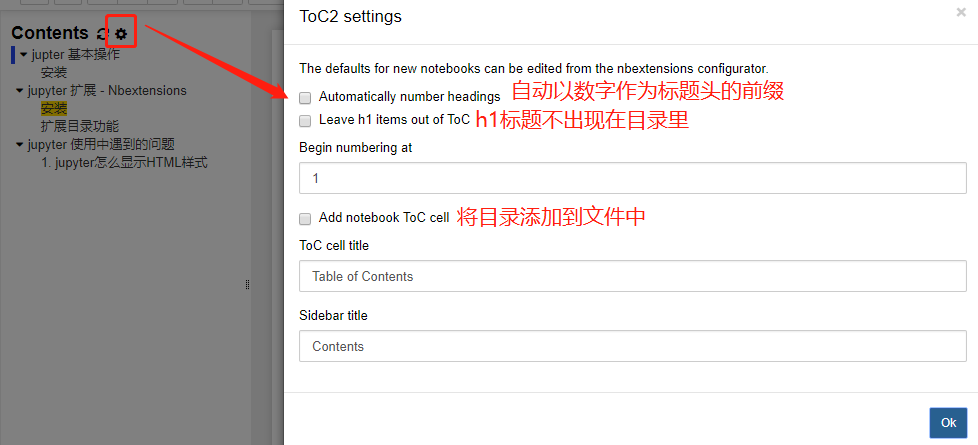 Contents
jupter 基本操作
安装
jupyter 扩展 - Nbextensions
安装
扩展目录功能
jupyter 使用中遇到的问题
1. jupyter怎么显示HTML样式
ToC2 settings
×
The defaults for new notebooks can be edited from the nbextensions configurator.
Automatically number headings 自动以数字作为标题头的前缀
Leave h1 items out of ToC h1标题不出现在目录里
Begin numbering at
1
Add notebook ToC cell 将目录添加到文件中
ToC cell title
Table of Contents
Sidebar title
Contents
Ok